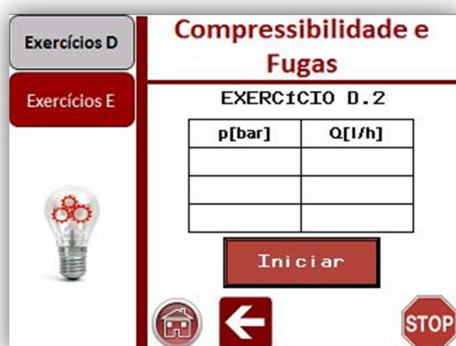 Exercícios D
Exercícios E
Compressibilidade e
Fugas
EXERCíCIO D.2
p[bar] Q[l/h]
Iniciar
STOP